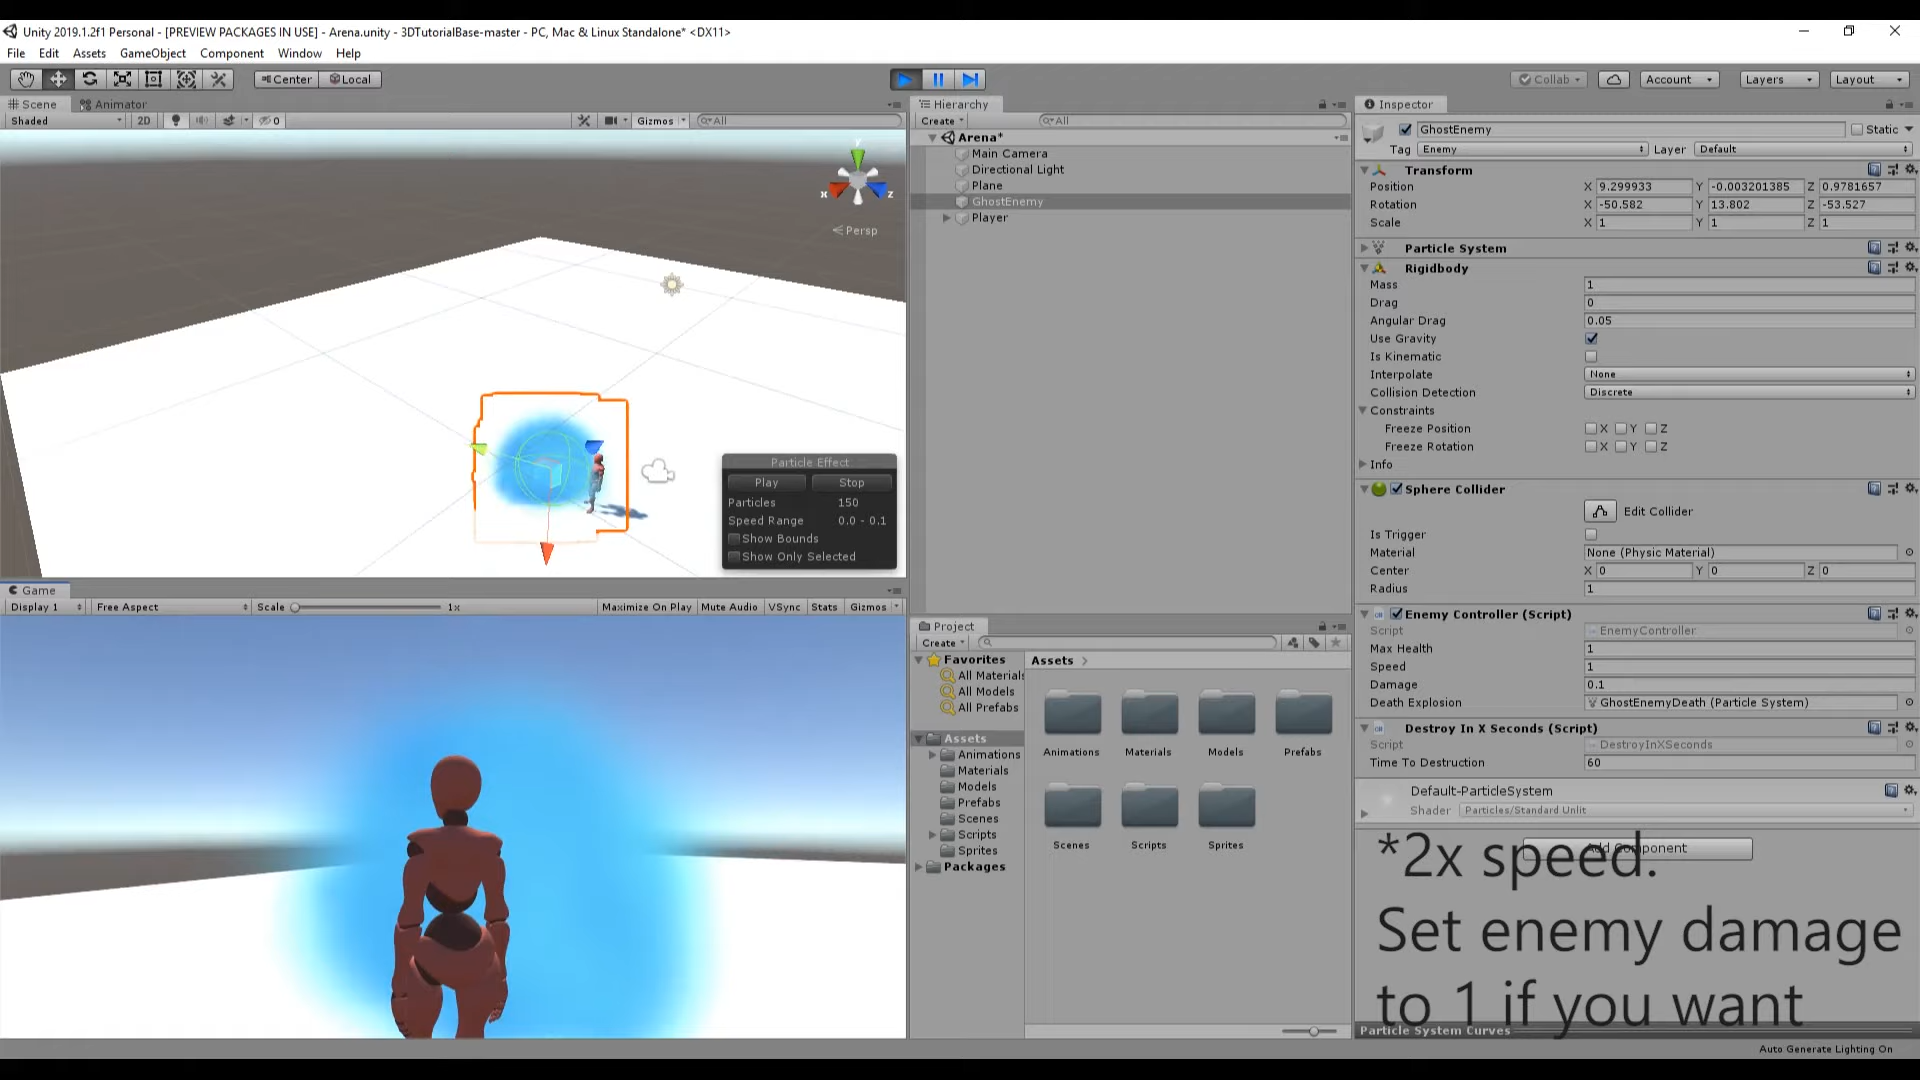 Unity 2019.1.2f1 Personal - [PREVIEW PACKAGES IN USE] - Arena.unity - 3DTutorialBase-master - PC, Mac & Linux Standalone* <DX11>
File Edit Assets GameObject Component Window Help
Center Local Collab Account Layers Layout
Scene Animator
Shaded 2D 0 Gizmos All
y
x z
Persp
Particle Effect
Play Stop
Particles 150
Speed Range 0.0 - 0.1
Show Bounds
Show Only Selected
Game
Display 1 Free Aspect Scale 1x Maximize On Play Mute Audio VSync Stats Gizmos
Hierarchy
Create All
Arena*
Main Camera
Directional Light
Plane
GhostEnemy
Player
Project
Create
Favorites
All Materials
All Models
All Prefabs
Assets
Animations
Materials
Models
Prefabs
Scenes
Scripts
Sprites
Packages
Assets
Animations Materials Models Prefabs
Scenes Scripts Sprites
Inspector
GhostEnemy Static
Tag Enemy Layer Default
Transform
Position X 9.299933 Y -0.003201385 Z 0.9781657
Rotation X -50.582 Y 13.802 Z -53.527
Scale X 1 Y 1 Z 1
Particle System
Rigidbody
Mass 1
Drag 0
Angular Drag 0.05
Use Gravity
Is Kinematic
Interpolate None
Collision Detection Discrete
Constraints
Freeze Position X Y Z
Freeze Rotation X Y Z
Info
Sphere Collider
Edit Collider
Is Trigger
Material None (Physic Material)
Center X 0 Y 0 Z 0
Radius 1
Enemy Controller (Script)
Script EnemyController
Max Health 1
Speed 1
Damage 0.1
Death Explosion GhostEnemyDeath (Particle System)
Destroy In X Seconds (Script)
Script DestroyInXSeconds
Time To Destruction 60
Default-ParticleSystem
Shader Particles/Standard Unlit
Add Component
*2x speed.
Set enemy damage
to 1 if you want
Particle System Curves
Auto Generate Lighting On